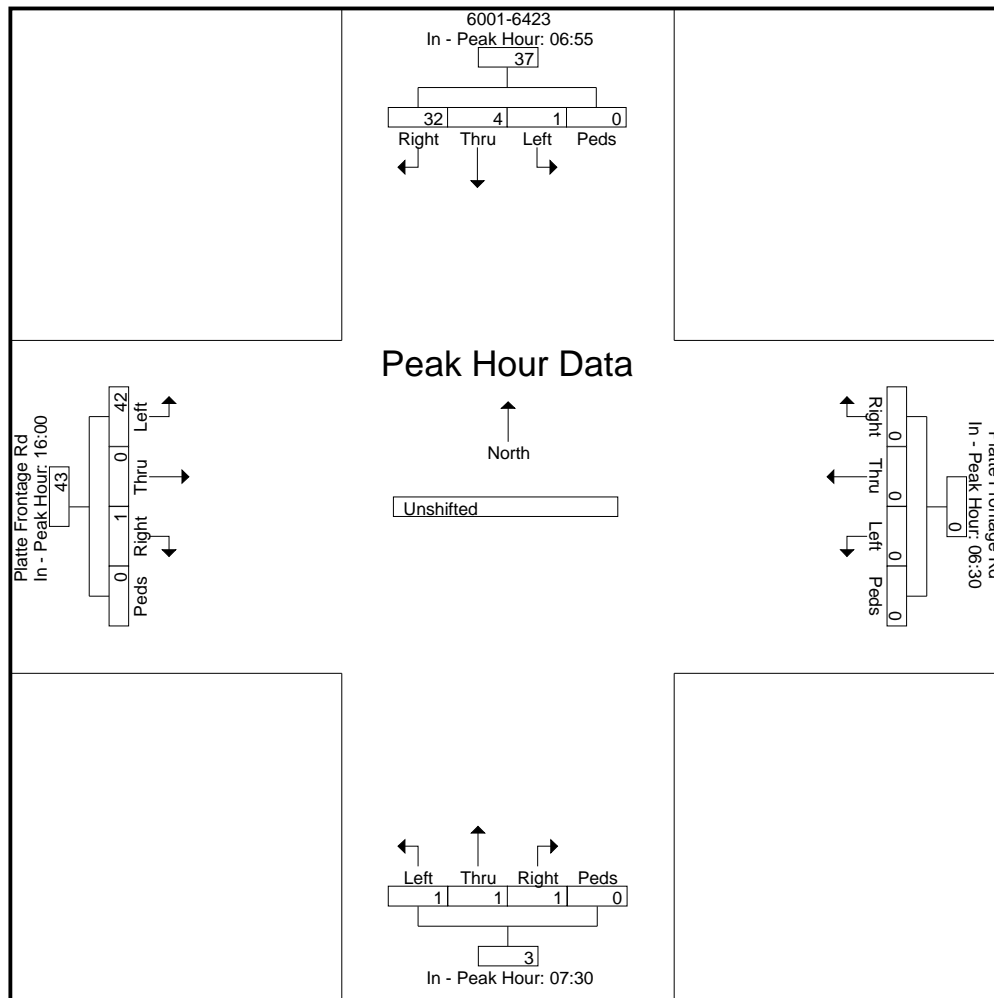 6001-6423
In - Peak Hour: 06:55
37
32 4 1 0
Right Thru Left Peds
Peak Hour Data
North
Unshifted
Platte Frontage Rd
In - Peak Hour: 16:00
43
42 0 1 0
Left Thru Right Peds
Platte Frontage Rd
In - Peak Hour: 06:30
0
0 0 0 0
Right Thru Left Peds
Left Thru Right Peds
1 1 1 0
3
In - Peak Hour: 07:30